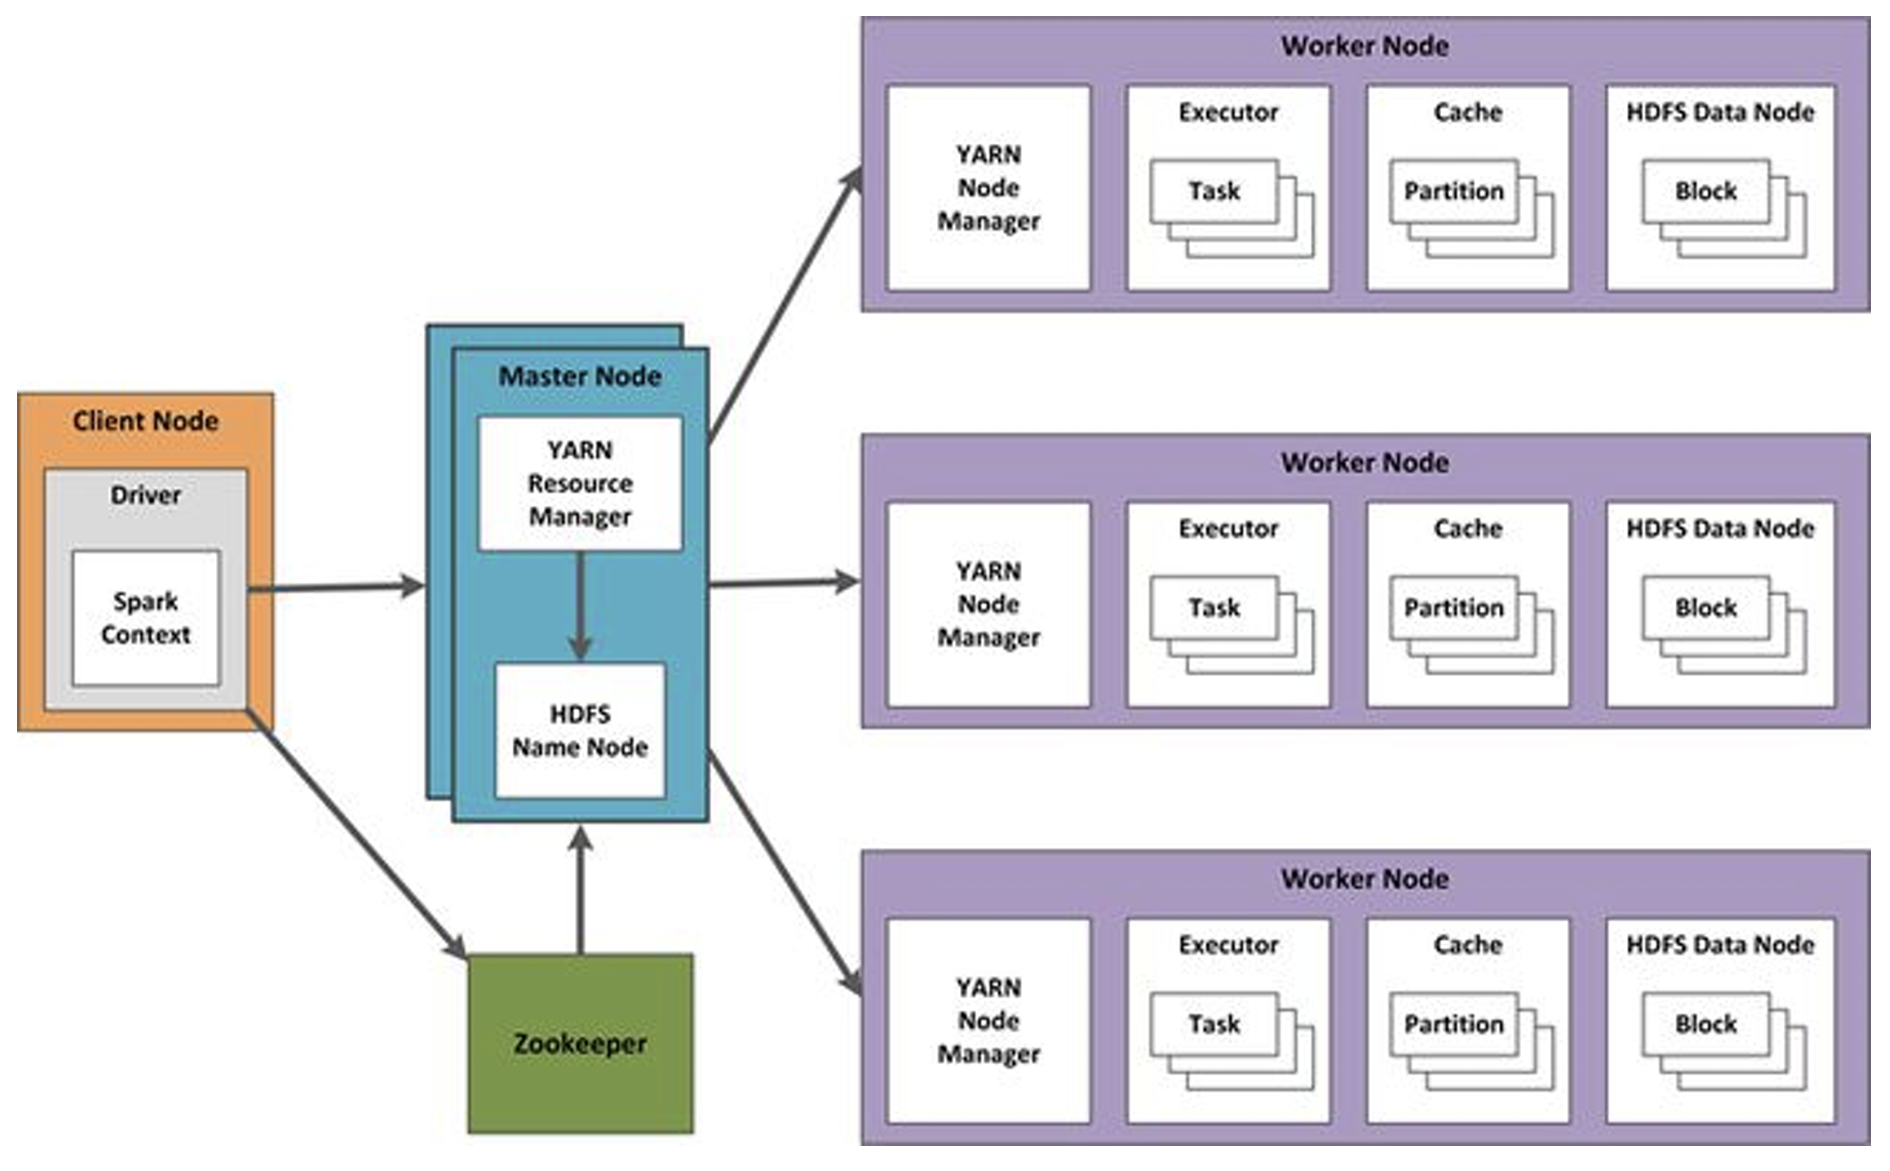 Client Node
Driver
Spark
Context
Master Node
YARN
Resource
Manager
HDFS
Name Node
Zookeeper
Worker Node
YARN
Node
Manager
Executor
Task
Cache
Partition
HDFS Data Node
Block
Worker Node
YARN
Node
Manager
Executor
Task
Cache
Partition
HDFS Data Node
Block
Worker Node
YARN
Node
Manager
Executor
Task
Cache
Partition
HDFS Data Node
Block